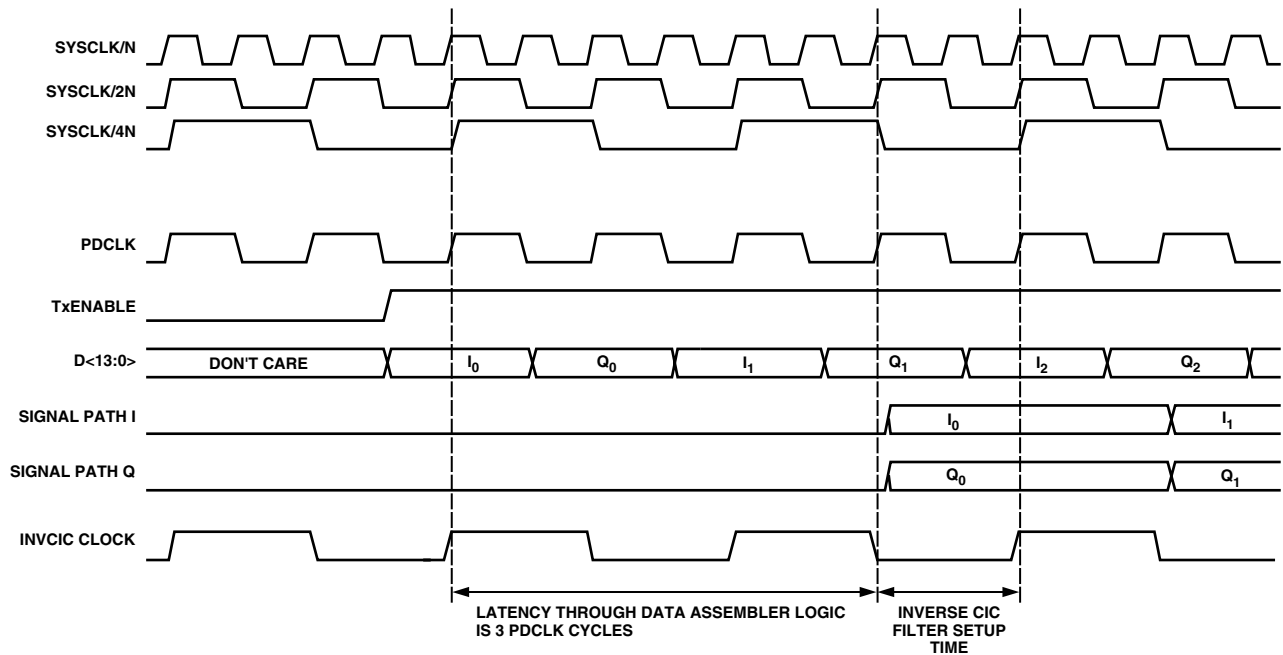 SYSCLK/N
SYSCLK/2N
SYSCLK/4N
PDCLK
TxENABLE
D<13:0> DON'T CARE I0 Q0 I1 Q1 I2 Q2
SIGNAL PATH I I0 I1
SIGNAL PATH Q Q0 Q1
INVCIC CLOCK
LATENCY THROUGH DATA ASSEMBLER LOGIC
IS 3 PDCLK CYCLES
INVERSE CIC
FILTER SETUP
TIME